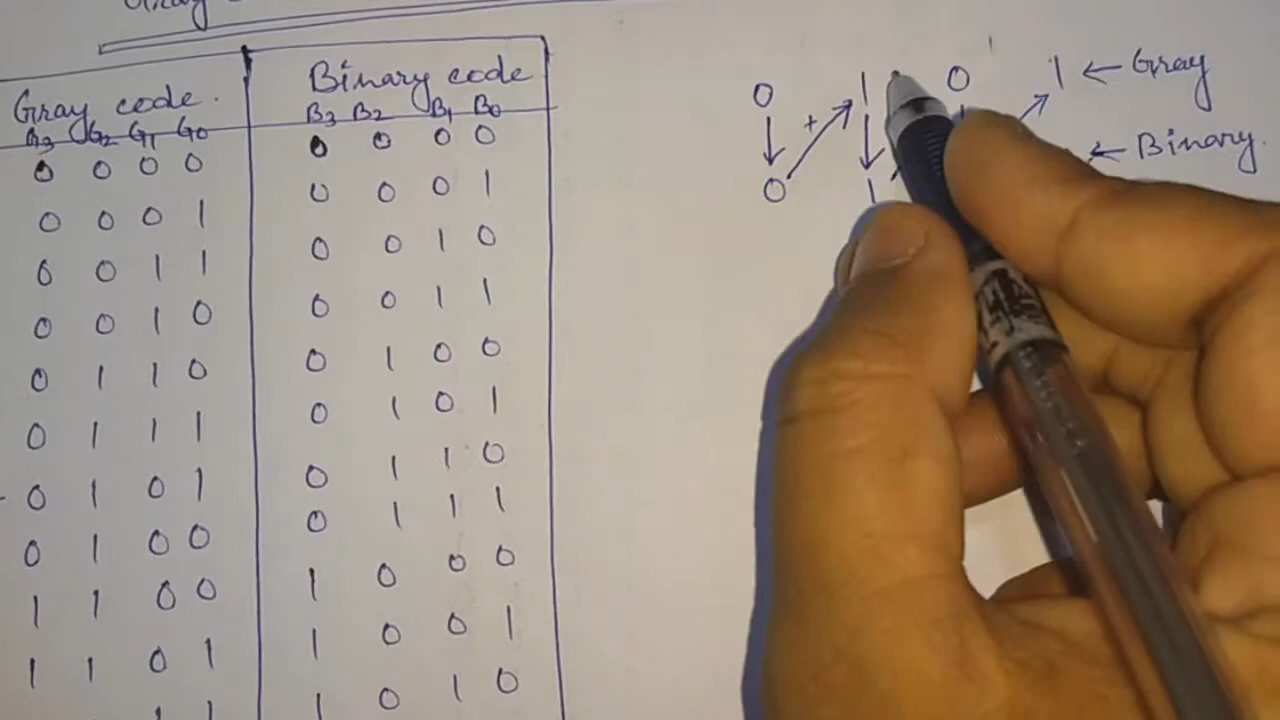 Gray code.
G3 G2 G1 G0
0 0 0 0
0 0 0 1
0 0 1 1
0 0 1 0
0 1 1 0
0 1 1 1
0 1 0 1
0 1 0 0
1 1 0 0
1 1 0 1
1 1
Binary code
B3 B2 B1 B0
0 0 0 0
0 0 0 1
0 0 1 0
0 0 1 1
0 1 0 0
0 1 0 1
0 1 1 0
0 1 1 1
1 0 0 0
1 0 0 1
1 0 1 0
0 1 0 1 ← Gray
+
0 1 ← Binary.